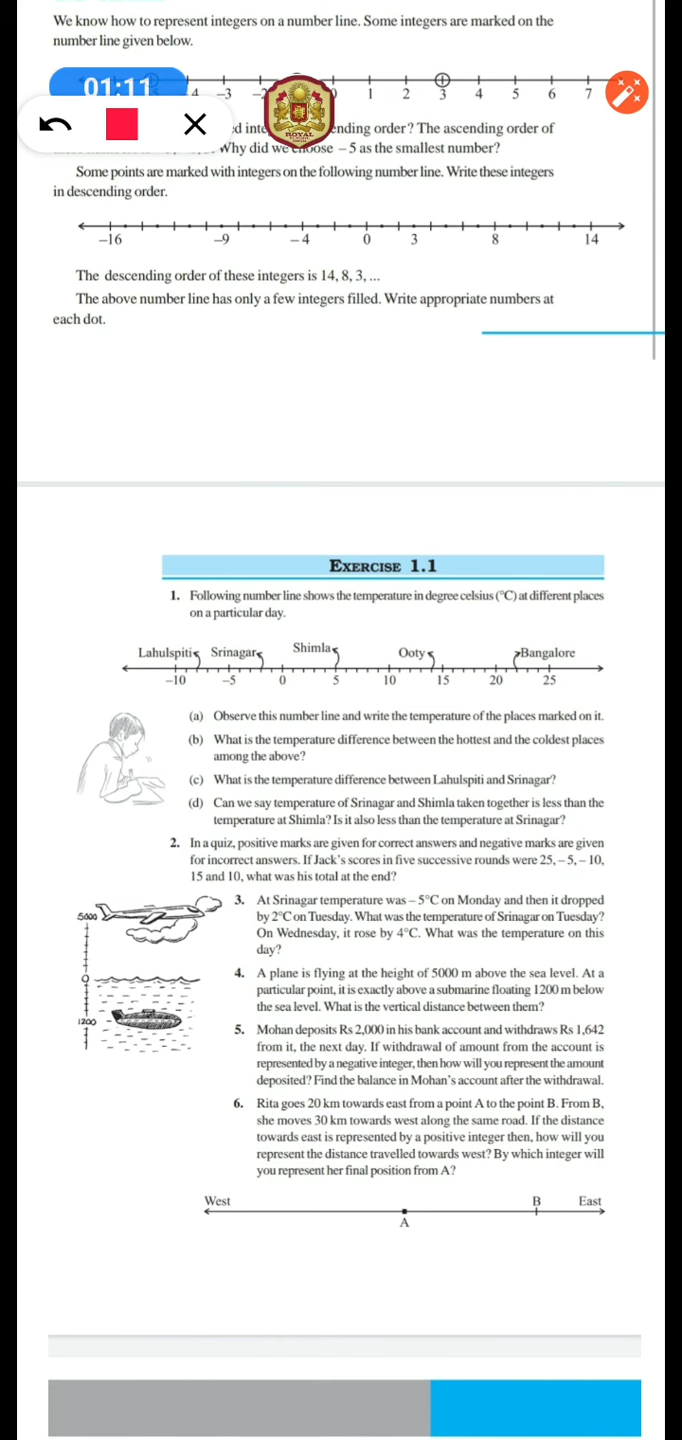 We know how to represent integers on a number line. Some integers are marked on the
number line given below.
01:11
–3 1 2 3 4 5 6 7
ROYAL
ending order? The ascending order of
Why did we choose – 5 as the smallest number?
Some points are marked with integers on the following number line. Write these integers
in descending order.
–16 –9 –4 0 3 8 14
The descending order of these integers is 14, 8, 3, ...
The above number line has only a few integers filled. Write appropriate numbers at
each dot.
EXERCISE 1.1
1. Following number line shows the temperature in degree celsius (°C) at different places
on a particular day.
Lahulspiti Srinagar Shimla Ooty Bangalore
–10 –5 0 5 10 15 20 25
(a) Observe this number line and write the temperature of the places marked on it.
(b) What is the temperature difference between the hottest and the coldest places
among the above?
(c) What is the temperature difference between Lahulspiti and Srinagar?
(d) Can we say temperature of Srinagar and Shimla taken together is less than the
temperature at Shimla? Is it also less than the temperature at Srinagar?
2. In a quiz, positive marks are given for correct answers and negative marks are given
for incorrect answers. If Jack's scores in five successive rounds were 25, – 5, – 10,
15 and 10, what was his total at the end?
5000
0
1200
3. At Srinagar temperature was – 5°C on Monday and then it dropped
by 2°C on Tuesday. What was the temperature of Srinagar on Tuesday?
On Wednesday, it rose by 4°C. What was the temperature on this
day?
4. A plane is flying at the height of 5000 m above the sea level. At a
particular point, it is exactly above a submarine floating 1200 m below
the sea level. What is the vertical distance between them?
5. Mohan deposits Rs 2,000 in his bank account and withdraws Rs 1,642
from it, the next day. If withdrawal of amount from the account is
represented by a negative integer, then how will you represent the amount
deposited? Find the balance in Mohan's account after the withdrawal.
6. Rita goes 20 km towards east from a point A to the point B. From B,
she moves 30 km towards west along the same road. If the distance
towards east is represented by a positive integer then, how will you
represent the distance travelled towards west? By which integer will
you represent her final position from A?
West B East
A